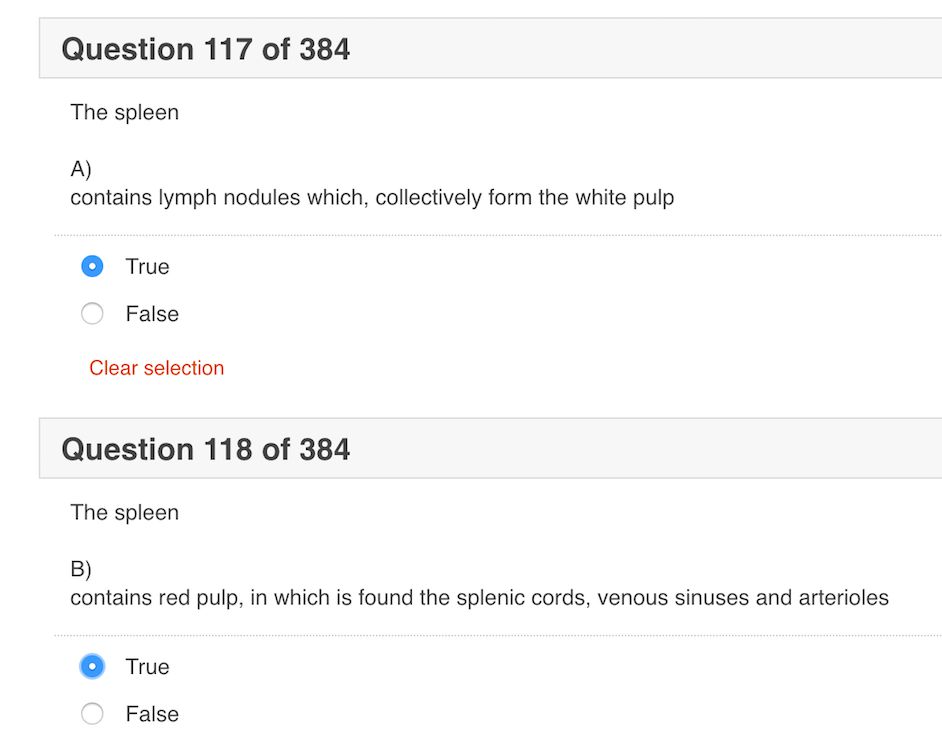 Question 117 of 384
The spleen
A)
contains lymph nodules which, collectively form the white pulp
True
False
Clear selection
Question 118 of 384
The spleen
B)
contains red pulp, in which is found the splenic cords, venous sinuses and arterioles
True
False